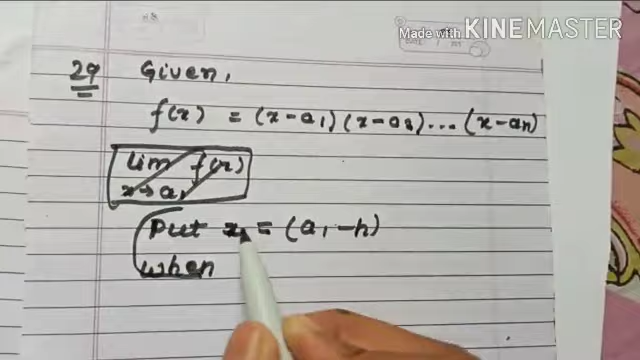 Made with KINEMASTER
29 Given,
f(x) = (x-a₁)(x-a₂)...(x-aₙ)
lim f(x)
x→a₁
Put x = (a₁-h)
when